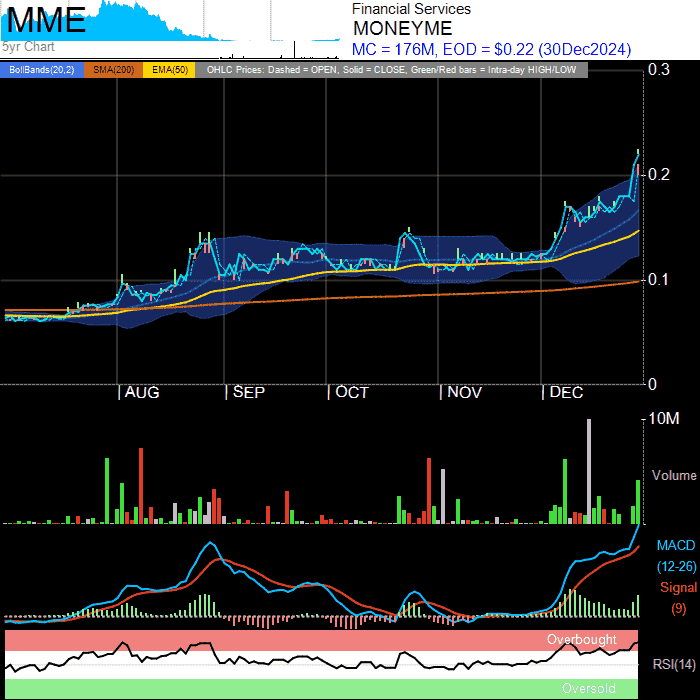 MME
5yr Chart
Financial Services
MONEYME
MC = 176M, EOD = $0.22 (30Dec2024)
BollBands(20,2) SMA(200) EMA(50) OHLC Prices: Dashed = OPEN, Solid = CLOSE, Green/Red bars = Intra-day HIGH/LOW
0.3
0.2
0.1
0
| AUG | SEP | OCT | NOV | DEC
10M
Volume
MACD
(12-26)
Signal
(9)
Overbought
RSI(14)
Oversold